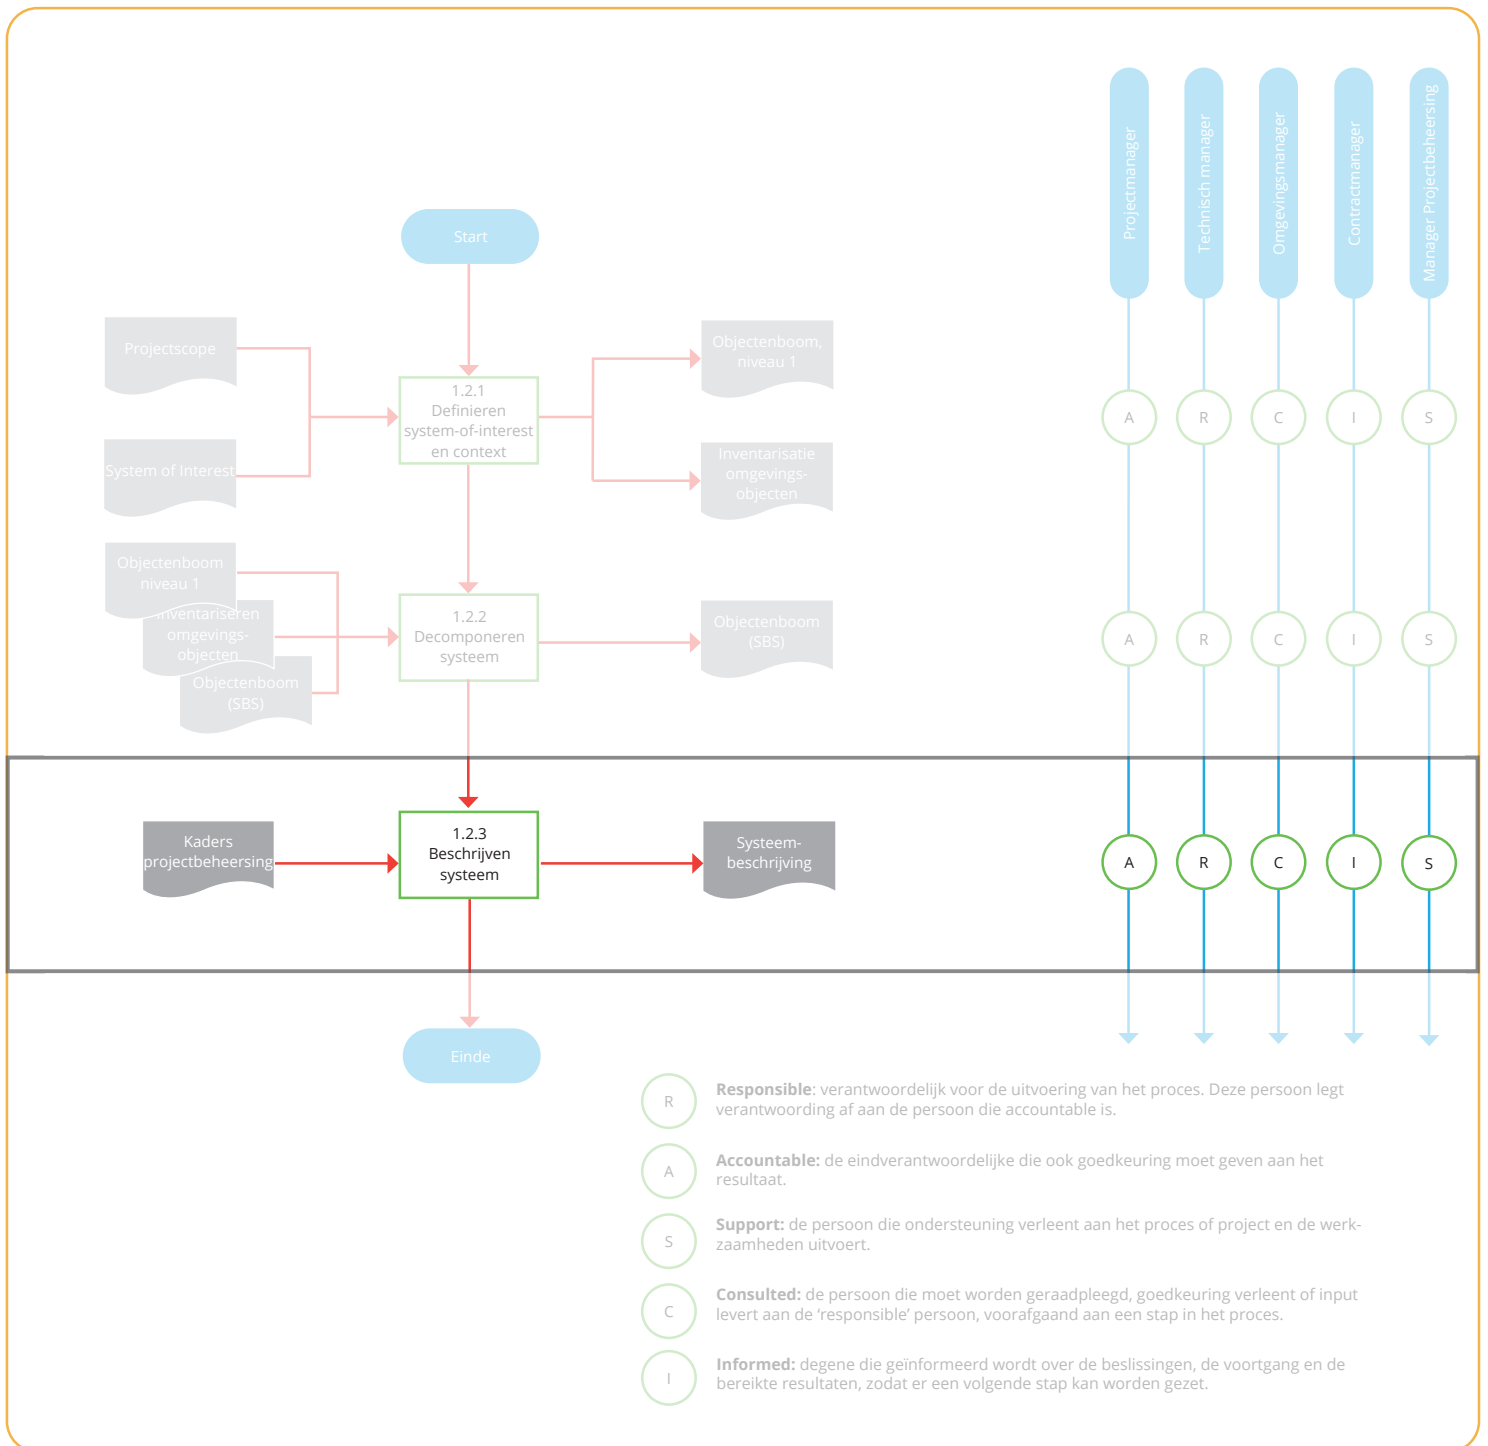 Projectmanager
Technisch manager
Omgevingsmanager
Contractmanager
Manager Projectbeheersing
Start
Projectscope
System of Interest
1.2.1
Definieren
system-of-interest
en context
Objectenboom,
niveau 1
Inventarisatie
omgevings-
objecten
A
R
C
I
S
Objectenboom
niveau 1
Inventariseren
omgevings-
objecten
Objectenboom
(SBS)
1.2.2
Decomponeren
systeem
Objectenboom
(SBS)
A
R
C
I
S
Kaders
projectbeheersing
1.2.3
Beschrijven
systeem
Systeem-
beschrijving
A
R
C
I
S
Einde
R
Responsible: verantwoordelijk voor de uitvoering van het proces. Deze persoon legt
verantwoording af aan de persoon die accountable is.
A
Accountable: de eindverantwoordelijke die ook goedkeuring moet geven aan het
resultaat.
S
Support: de persoon die ondersteuning verleent aan het proces of project en de werk-
zaamheden uitvoert.
C
Consulted: de persoon die moet worden geraadpleegd, goedkeuring verleent of input
levert aan de ‘responsible’ persoon, voorafgaand aan een stap in het proces.
I
Informed: degene die geïnformeerd wordt over de beslissingen, de voortgang en de
bereikte resultaten, zodat er een volgende stap kan worden gezet.